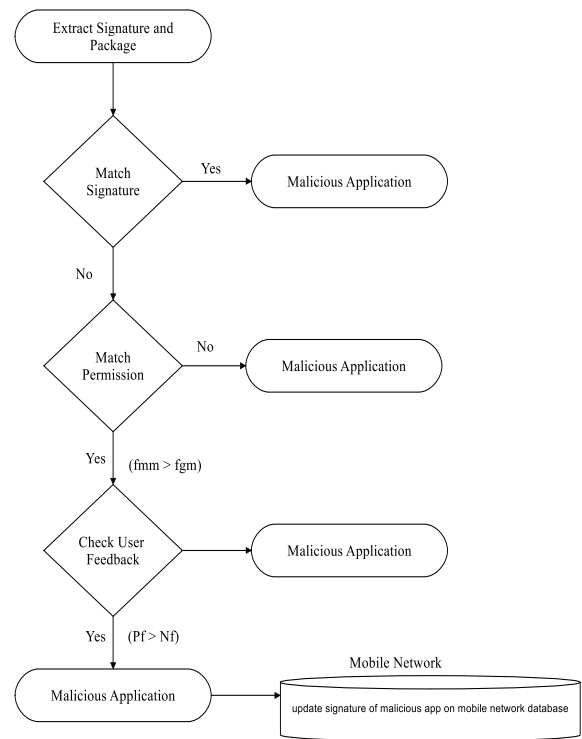 Extract Signature and
Package
Match
Signature
Yes
Malicious Application
No
Match
Permission
No
Malicious Application
Yes
(fmm > fgm)
Check User
Feedback
Malicious Application
Yes
(Pf > Nf)
Malicious Application
Mobile Network
update signature of malicious app on mobile network database